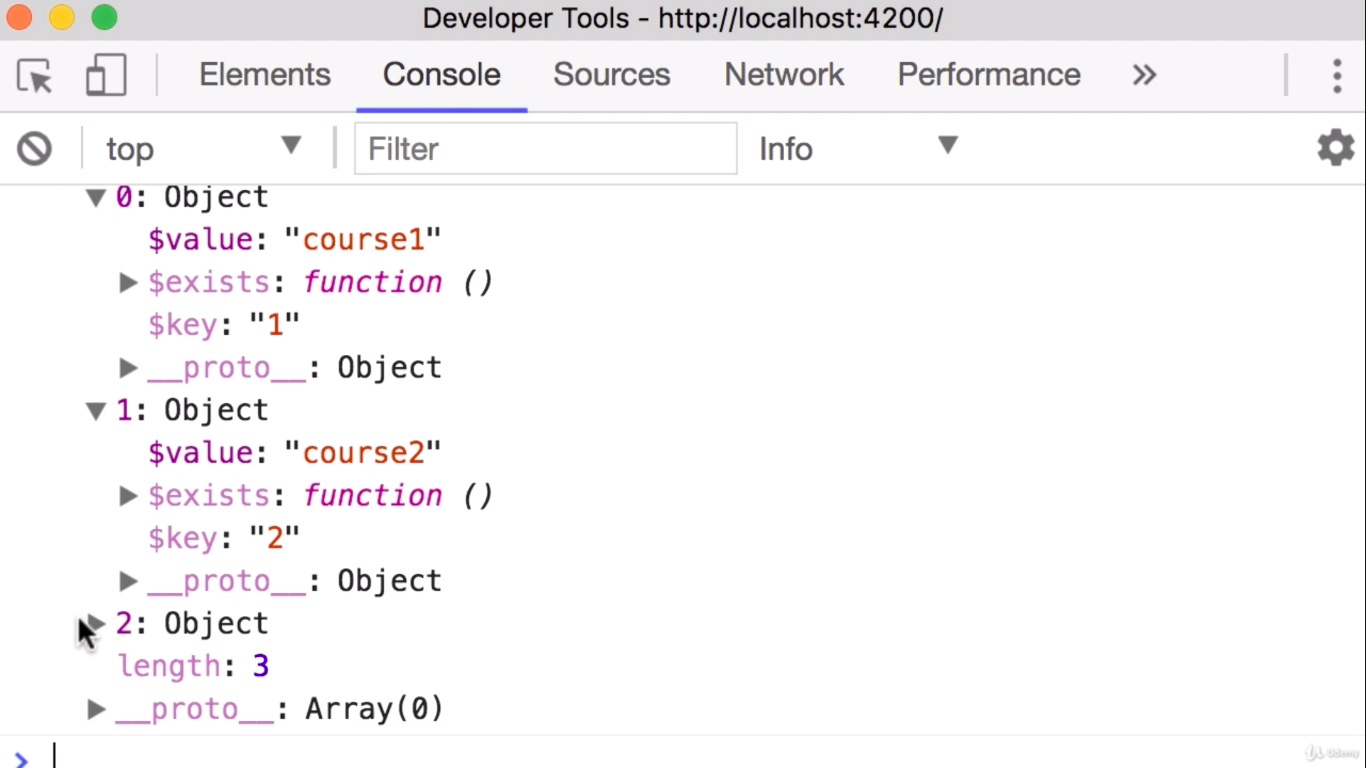 Developer Tools - http://localhost:4200/
Elements Console Sources Network Performance »
top Filter Info
0: Object
$value: "course1"
$exists: function ()
$key: "1"
__proto__: Object
1: Object
$value: "course2"
$exists: function ()
$key: "2"
__proto__: Object
2: Object
length: 3
__proto__: Array(0)
>
Udemy